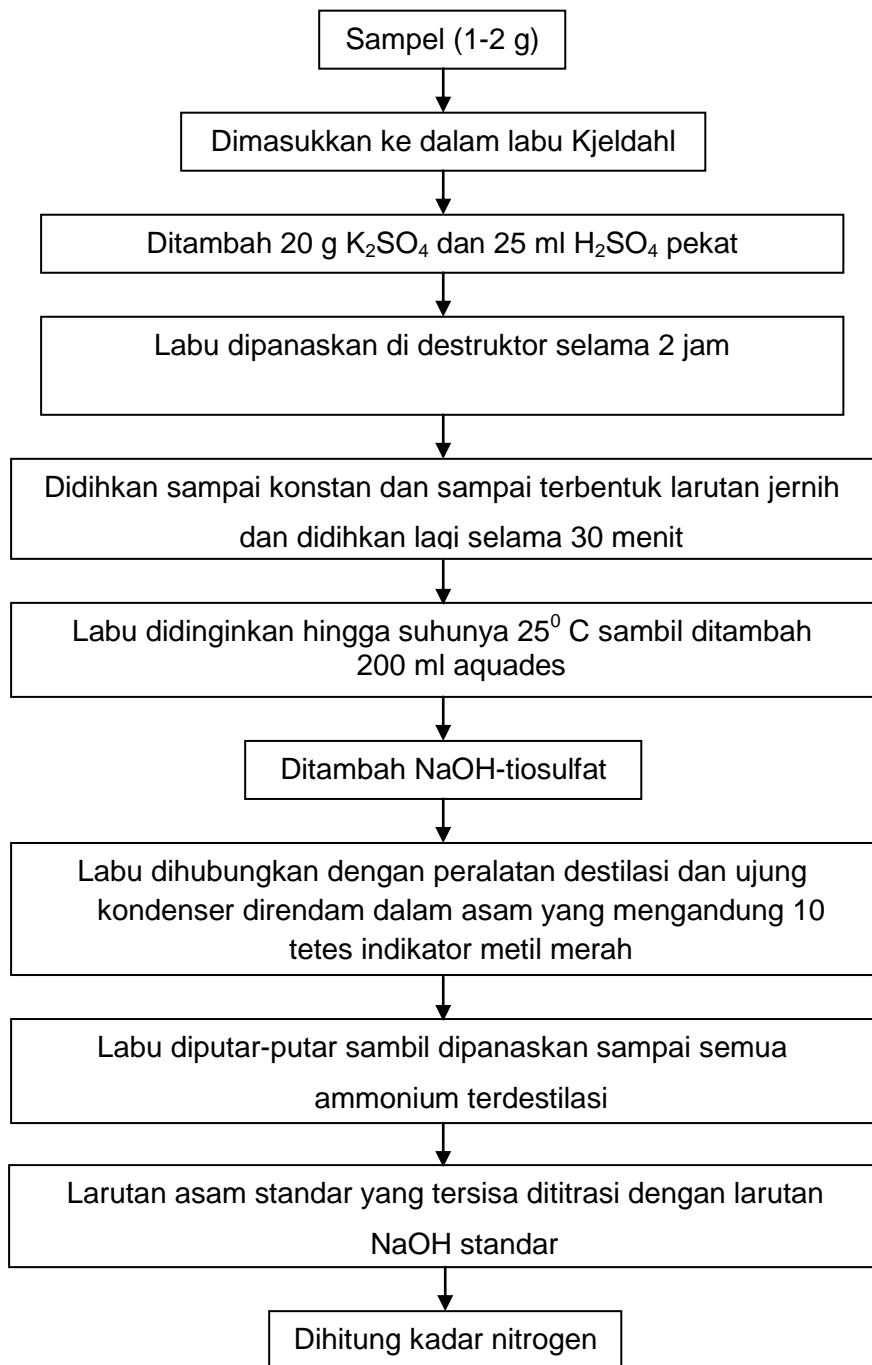 Sampel (1-2 g)
Dimasukkan ke dalam labu Kjeldahl
Ditambah 20 g K₂SO₄ dan 25 ml H₂SO₄ pekat
Labu dipanaskan di destruktor selama 2 jam
Didihkan sampai konstan dan sampai terbentuk larutan jernih
dan didihkan lagi selama 30 menit
Labu didinginkan hingga suhunya 25⁰ C sambil ditambah
200 ml aquades
Ditambah NaOH-tiosulfat
Labu dihubungkan dengan peralatan destilasi dan ujung
kondenser direndam dalam asam yang mengandung 10
tetes indikator metil merah
Labu diputar-putar sambil dipanaskan sampai semua
ammonium terdestilasi
Larutan asam standar yang tersisa dititrasi dengan larutan
NaOH standar
Dihitung kadar nitrogen